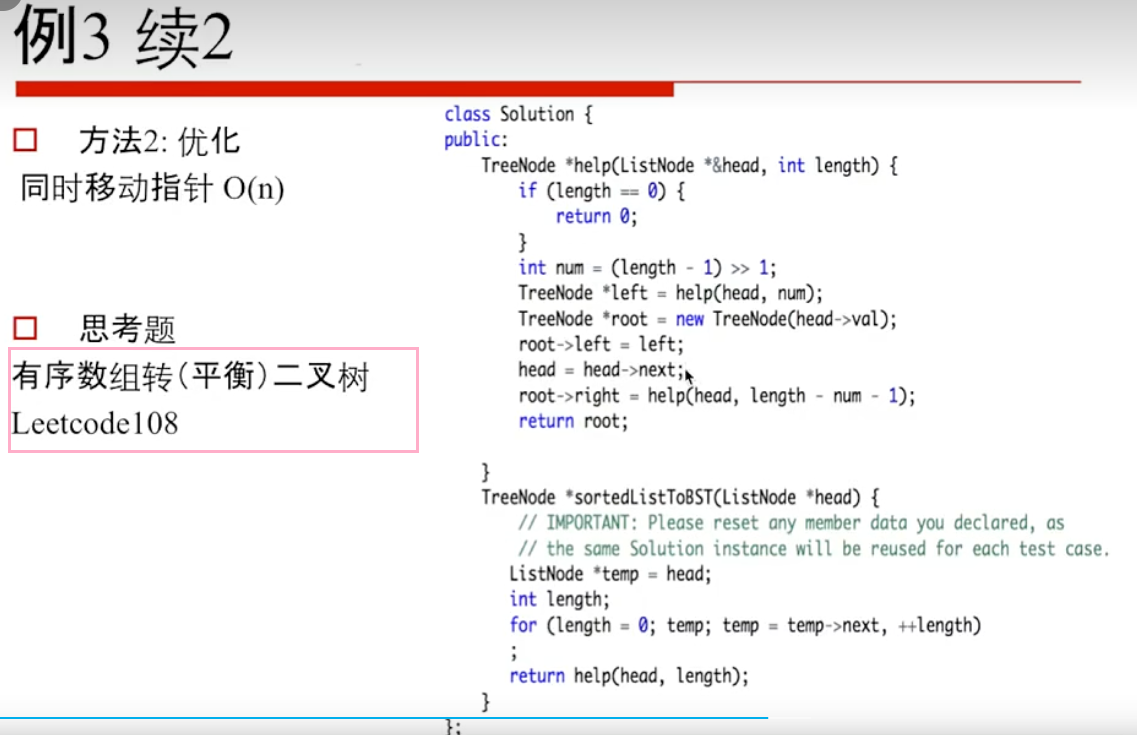 例3 续2
方法2: 优化
同时移动指针 O(n)
思考题
有序数组转(平衡)二叉树
Leetcode108
class Solution {
public:
    TreeNode *help(ListNode *&head, int length) {
        if (length == 0) {
            return 0;
        }
        int num = (length - 1) >> 1;
        TreeNode *left = help(head, num);
        TreeNode *root = new TreeNode(head->val);
        root->left = left;
        head = head->next;
        root->right = help(head, length - num - 1);
        return root;
    }
    TreeNode *sortedListToBST(ListNode *head) {
        // IMPORTANT: Please reset any member data you declared, as
        // the same Solution instance will be reused for each test case.
        ListNode *temp = head;
        int length;
        for (length = 0; temp; temp = temp->next, ++length)
        ;
        return help(head, length);
    }
};